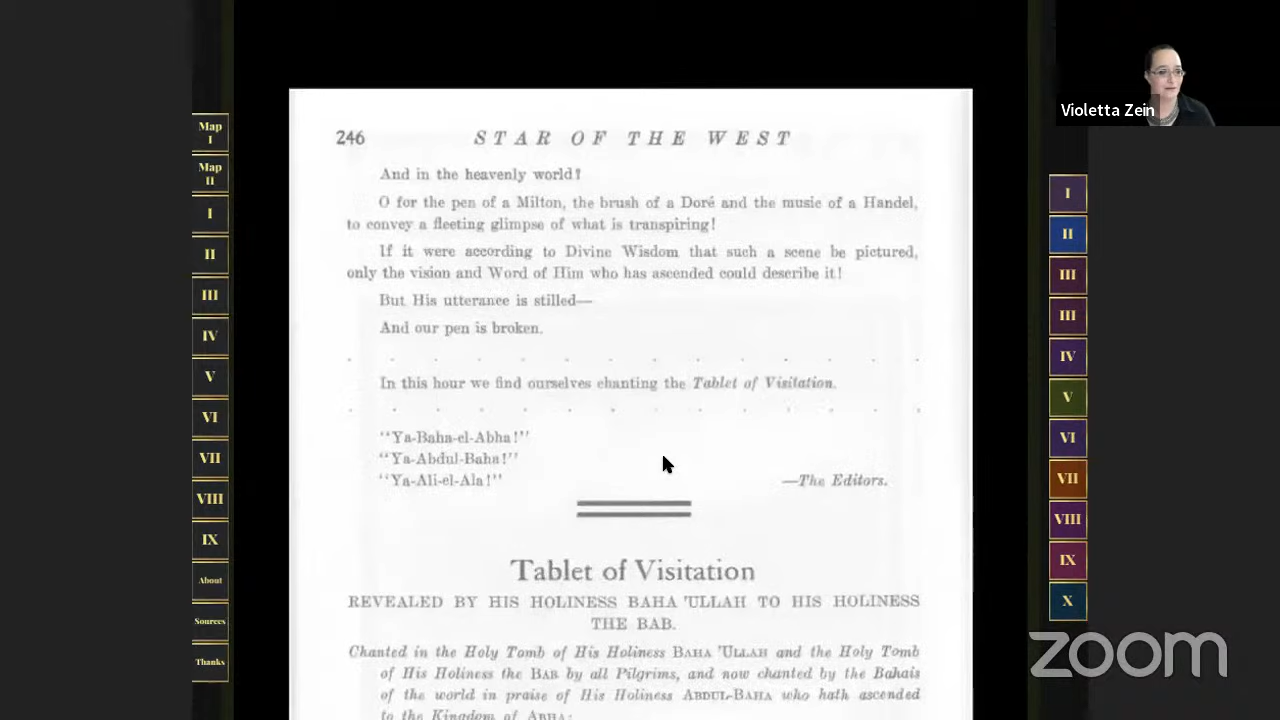 Map
I
Map
II
I
II
III
IV
V
VI
VII
VIII
IX
About
Sources
Thanks
246
STAR OF THE WEST
And in the heavenly world?
O for the pen of a Milton, the brush of a Doré and the music of a Handel,
to convey a fleeting glimpse of what is transpiring!
If it were according to Divine Wisdom that such a scene be pictured,
only the vision and Word of Him who has ascended could describe it!
But His utterance is stilled—
And our pen is broken.
In this hour we find ourselves chanting the Tablet of Visitation.
"Ya-Baha-el-Abha!"
"Ya-Abdul-Baha!"
"Ya-Ali-el-Ala!"
—The Editors.
Tablet of Visitation
REVEALED BY HIS HOLINESS BAHA 'ULLAH TO HIS HOLINESS
THE BAB.
Chanted in the Holy Tomb of His Holiness BAHA 'ULLAH and the Holy Tomb
of His Holiness the BAB by all Pilgrims, and now chanted by the Bahais
of the world in praise of His Holiness ABDUL-BAHA who hath ascended
to the Kingdom of ABHA:
Violetta Zein
I
II
III
III
IV
V
VI
VII
VIII
IX
X
zoom